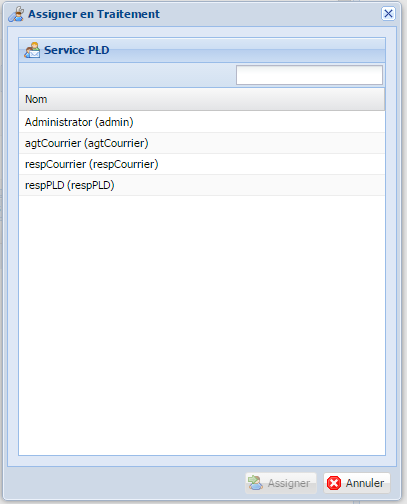 Assigner en Traitement
Service PLD
Nom
Administrator (admin)
agtCourrier (agtCourrier)
respCourrier (respCourrier)
respPLD (respPLD)
Assigner
Annuler